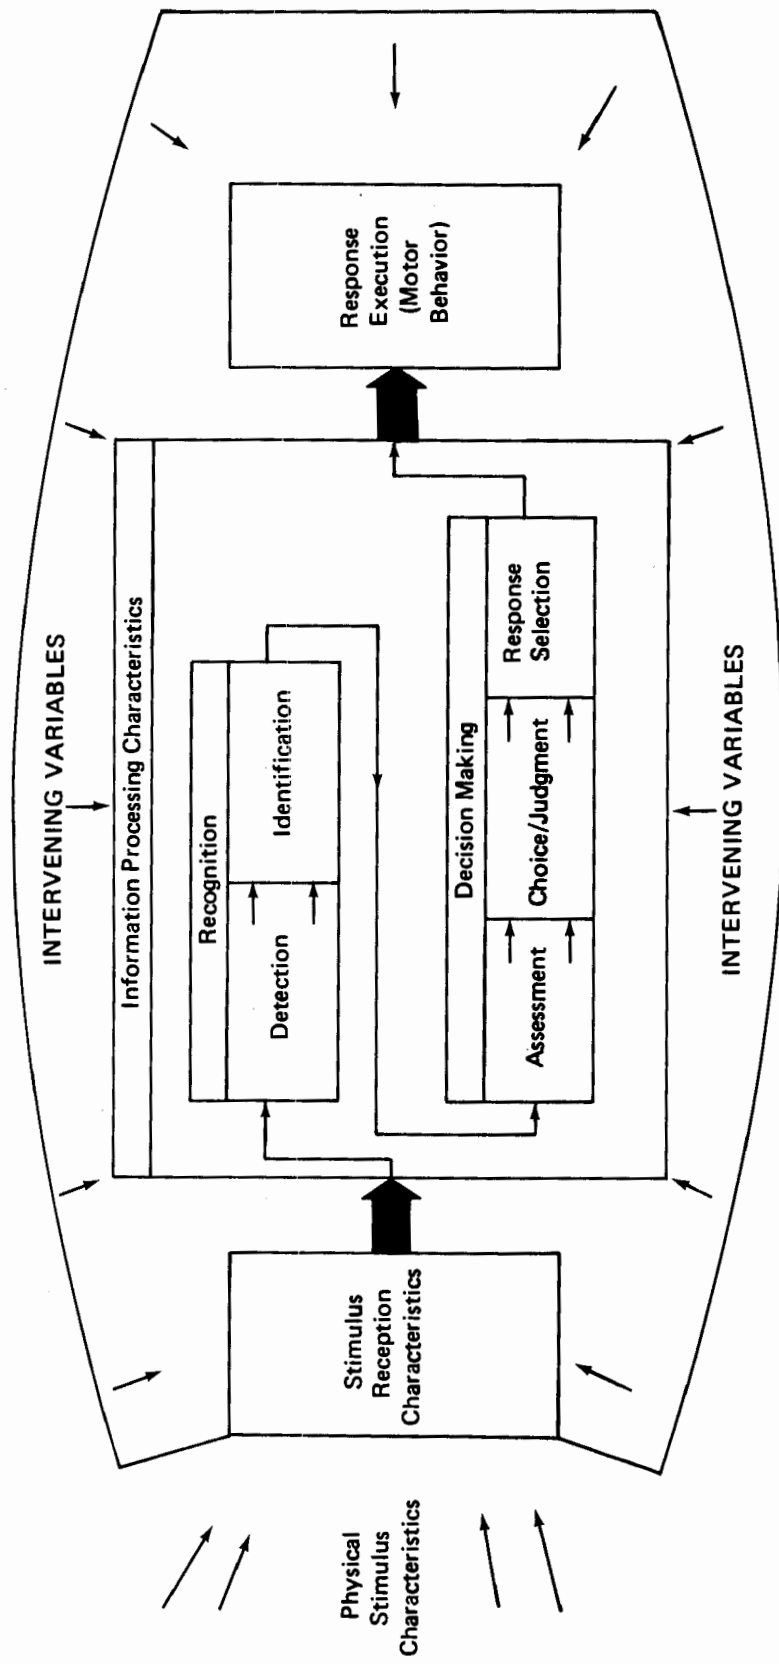 Physical
Stimulus
Characteristics
Stimulus
Reception
Characteristics
INTERVENING VARIABLES
Information Processing Characteristics
Recognition
Detection
Identification
Decision Making
Assessment
Choice/Judgment
Response
Selection
INTERVENING VARIABLES
Response
Execution
(Motor
Behavior)